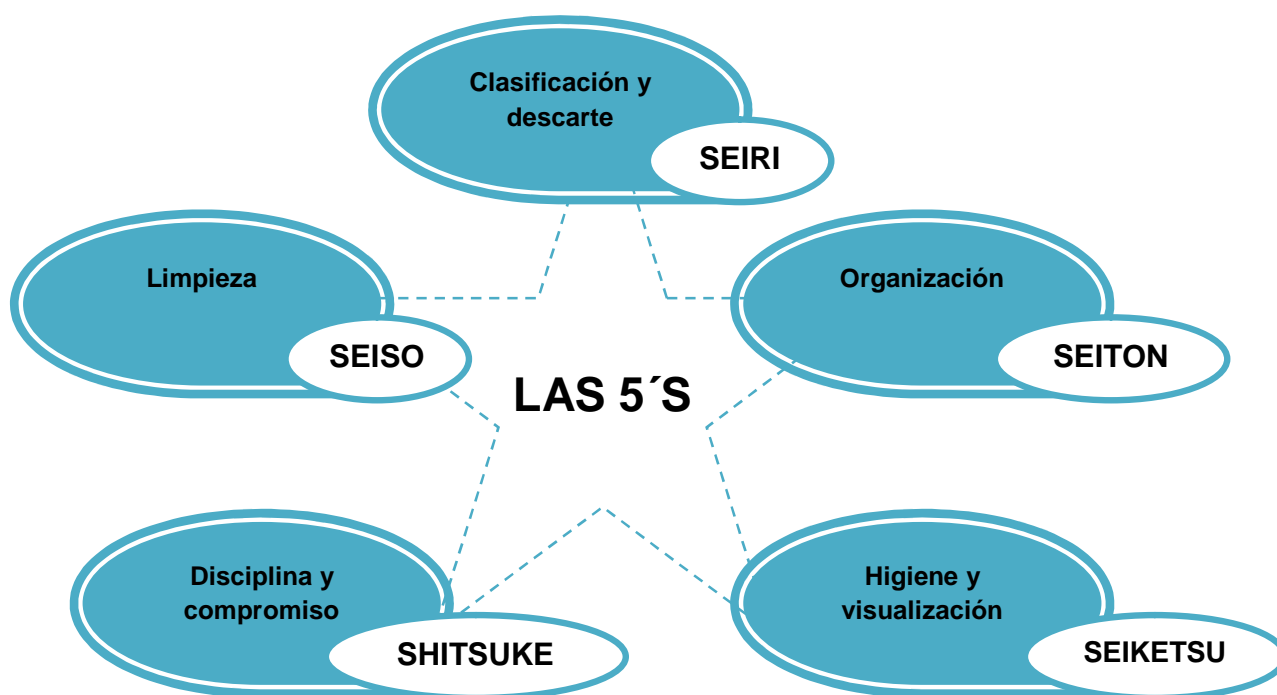 Clasificación y
descarte
SEIRI
Limpieza
SEISO
Organización
SEITON
LAS 5´S
Disciplina y
compromiso
SHITSUKE
Higiene y
visualización
SEIKETSU